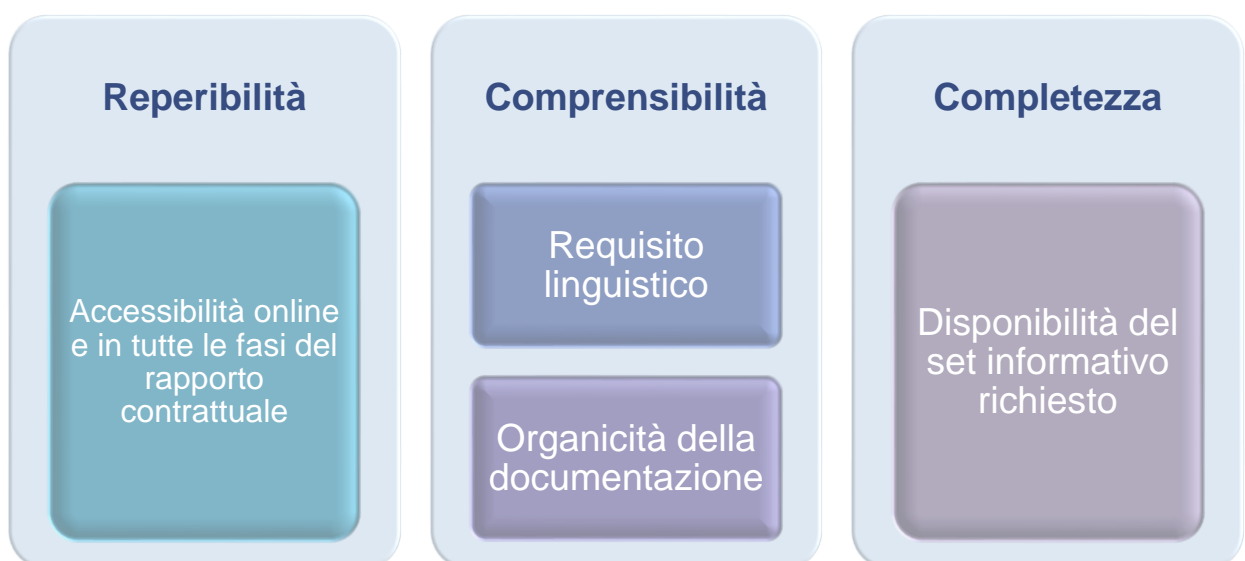 Reperibilità
Accessibilità online
e in tutte le fasi del
rapporto
contrattuale
Comprensibilità
Requisito
linguistico
Organicità della
documentazione
Completezza
Disponibilità del
set informativo
richiesto